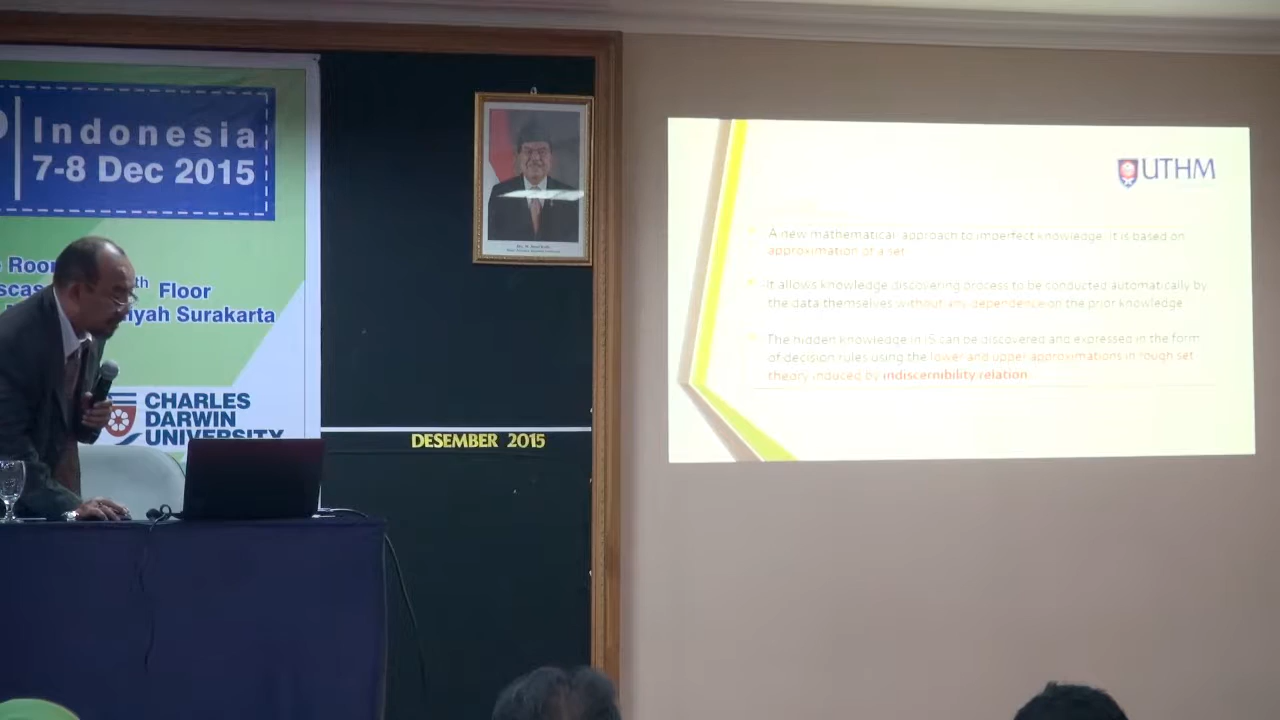 Indonesia
7-8 Dec 2015
th Floor
Surakarta
CHARLES
DARWIN
UNIVERSITY
DESEMBER 2015
UTHM
A new mathematical approach to imperfect knowledge. It is based on
approximation of a set.
It allows knowledge discovering process to be conducted automatically by
the data themselves without any dependence on the prior knowledge
The hidden knowledge in IS can be discovered and expressed in the form
of decision rules using the lower and upper approximations in rough set
theory induced by indiscernibility relation.